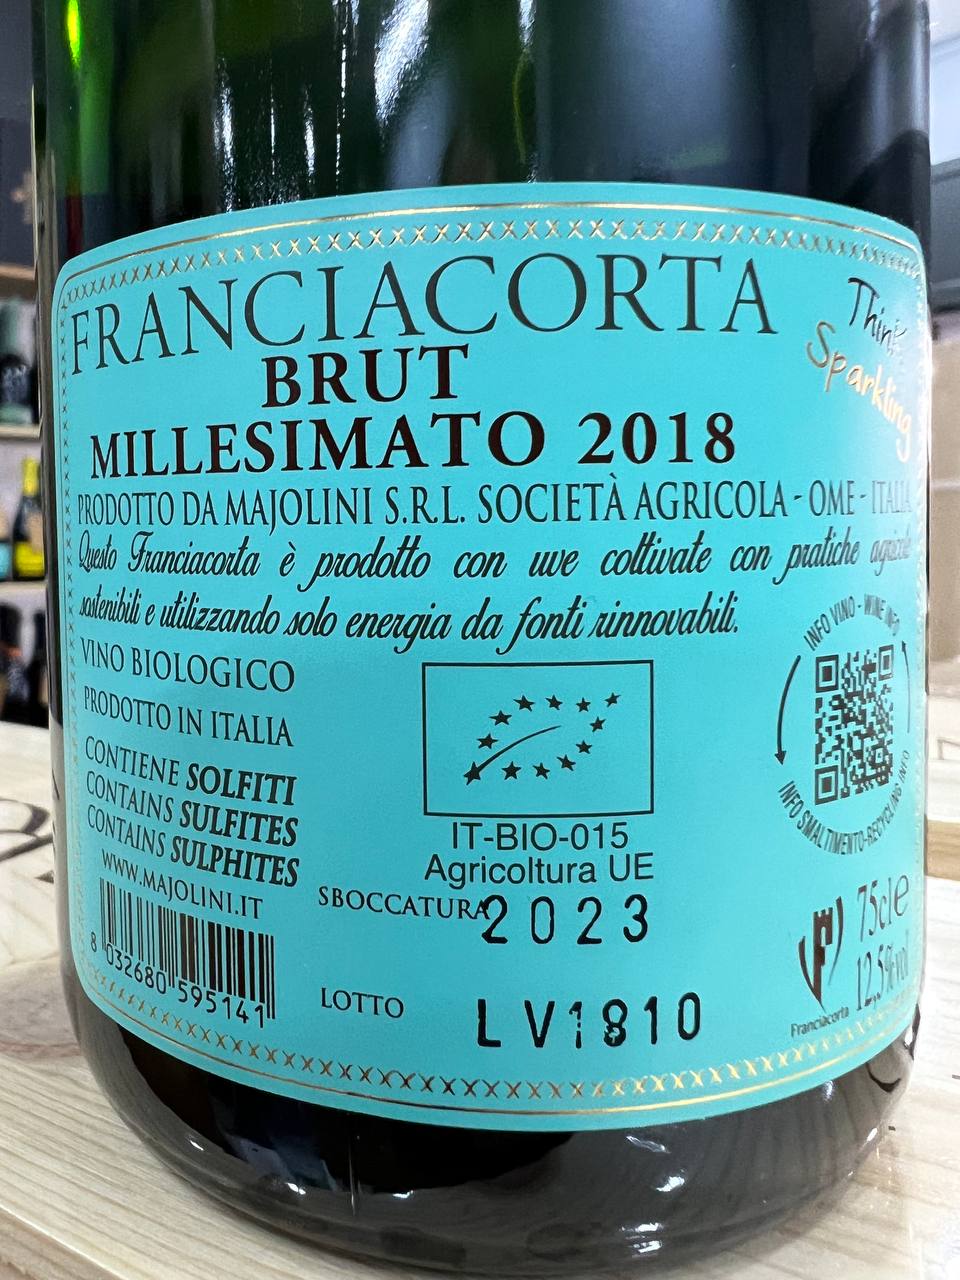 FRANCIACORTA
BRUT
MILLESIMATO 2018
Think
Sparkling
PRODOTTO DA MAJOLINI S.R.L. SOCIETÀ AGRICOLA - OME - ITALIA
Questo Franciacorta è prodotto con uve coltivate con pratiche agricole
sostenibili e utilizzando solo energia da fonti rinnovabili.
VINO BIOLOGICO
PRODOTTO IN ITALIA
CONTIENE SOLFITI
CONTAINS SULFITES
CONTAINS SULPHITES
WWW.MAJOLINI.IT
8 032680 595141
IT-BIO-015
Agricoltura UE
SBOCCATURA 2023
LOTTO LV1810
INFO VINO - WINE INFO
INFO SMALTIMENTO-RECYCLING INFO
75cl e
12,5%vol
Franciacorta